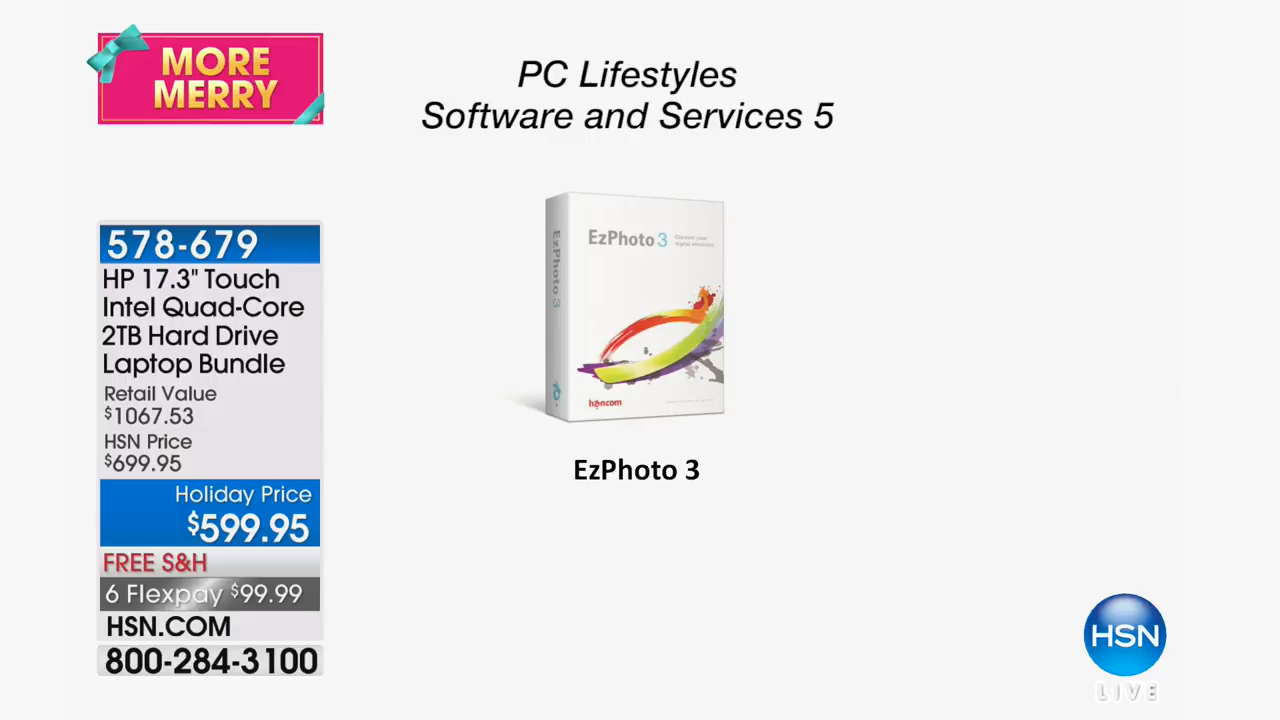 MORE
MERRY
PC Lifestyles
Software and Services 5
578-679
HP 17.3" Touch
Intel Quad-Core
2TB Hard Drive
Laptop Bundle
Retail Value
$1067.53
HSN Price
$699.95
Holiday Price
$599.95
FREE S&H
6 Flexpay $99.99
HSN.COM
800-284-3100
EzPhoto 3
EzPhoto 3
hancom
EzPhoto 3
HSN
LIVE